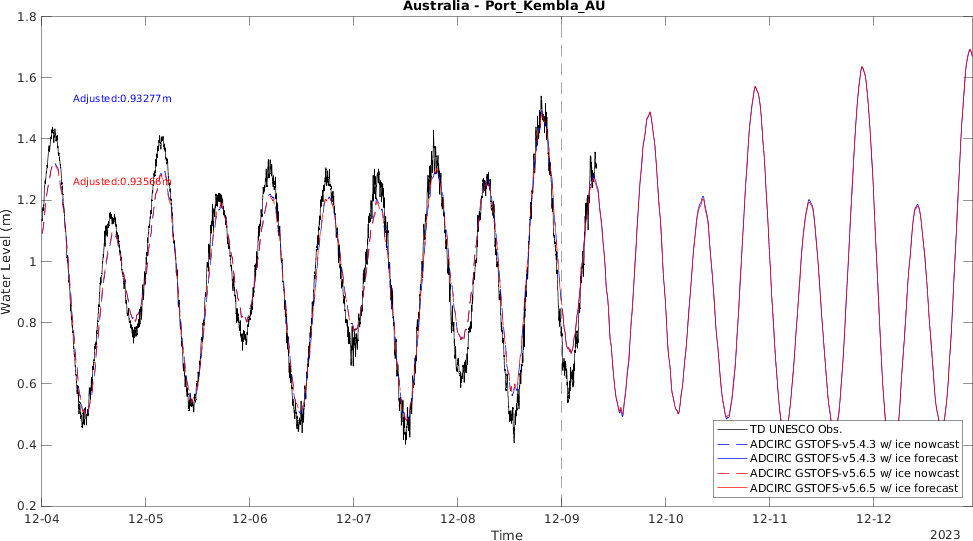 Australia - Port_Kembla_AU
1.8
1.6
1.4
1.2
1
0.8
0.6
0.4
0.2
Water Level (m)
Adjusted:0.93277m
Adjusted:0.93566m
TD UNESCO Obs.
ADCIRC GSTOFS-v5.4.3 w/ ice nowcast
ADCIRC GSTOFS-v5.4.3 w/ ice forecast
ADCIRC GSTOFS-v5.6.5 w/ ice nowcast
ADCIRC GSTOFS-v5.6.5 w/ ice forecast
12-04 12-05 12-06 12-07 12-08 12-09 12-10 12-11 12-12
Time
2023